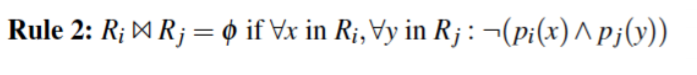 Rule 2: Rᵢ ⋈ Rⱼ = ϕ if ∀x in Rᵢ, ∀y in Rⱼ : ¬(pᵢ(x) ∧ pⱼ(y))